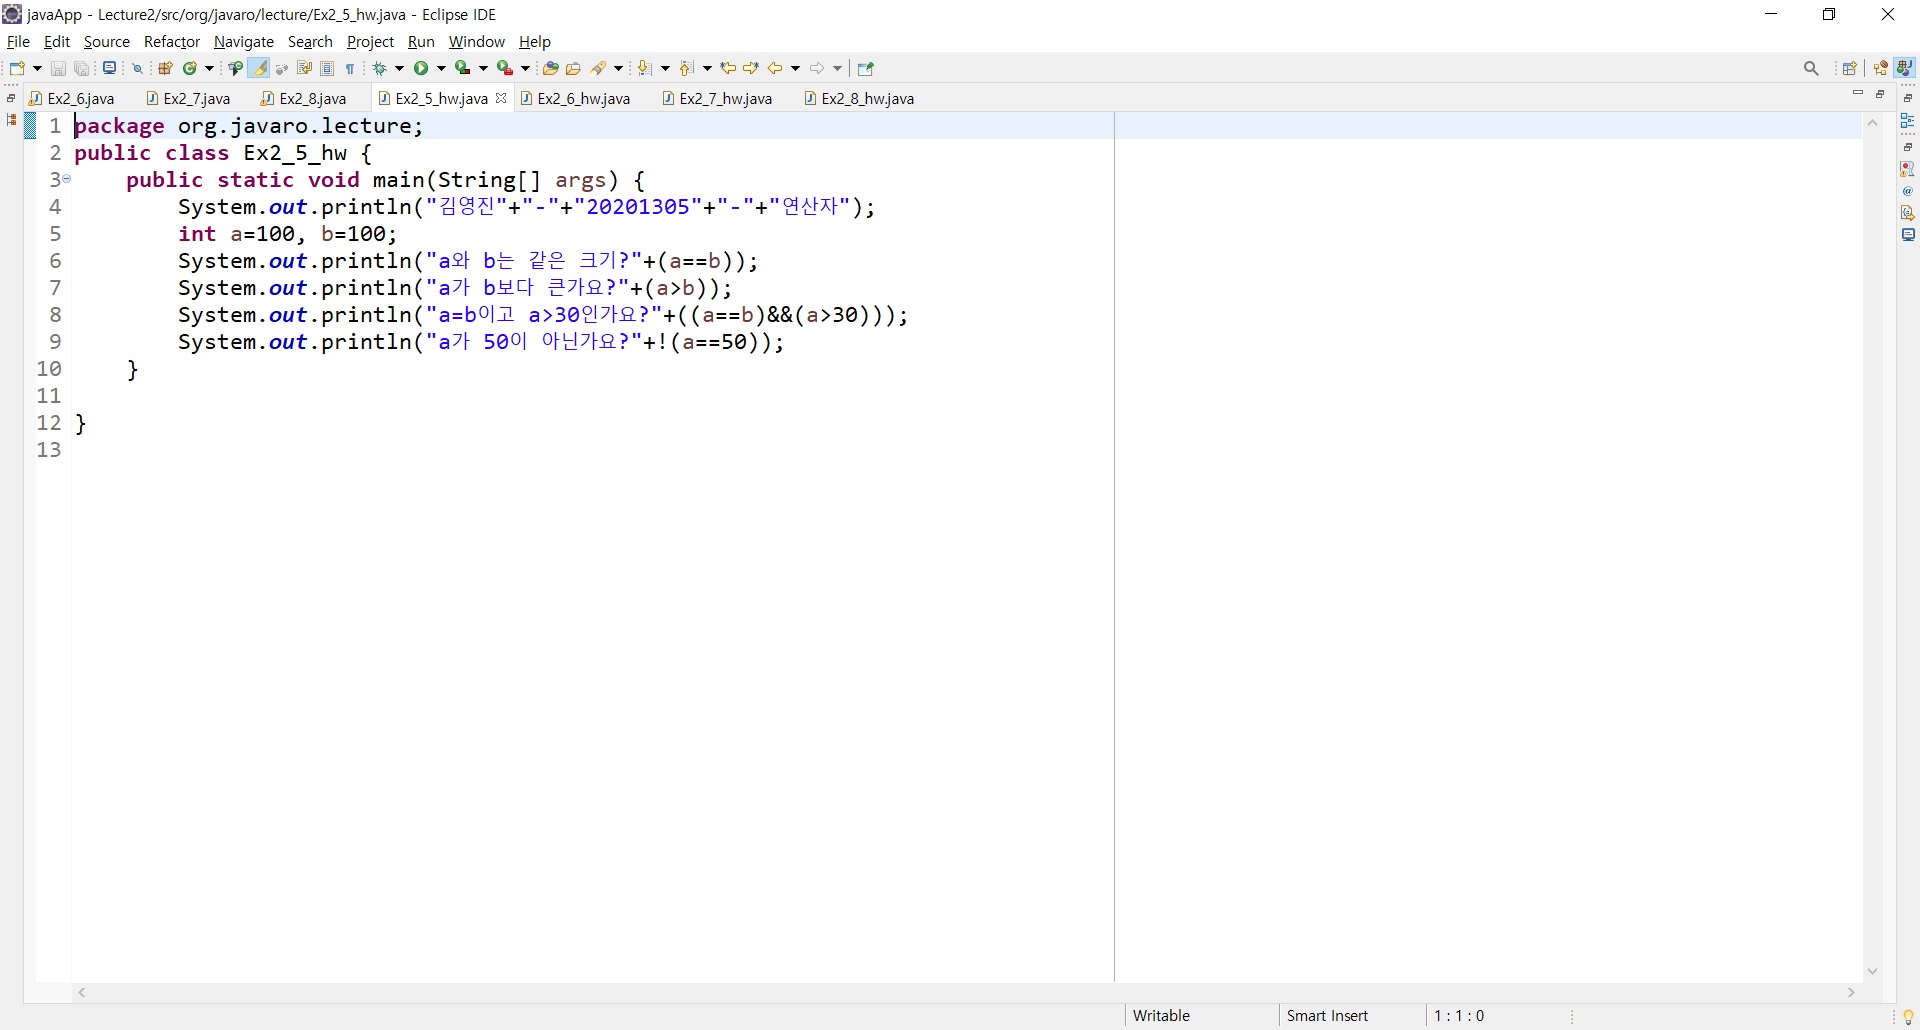 javaApp - Lecture2/src/org/javaro/lecture/Ex2_5_hw.java - Eclipse IDE
File Edit Source Refactor Navigate Search Project Run Window Help
Ex2_6.java Ex2_7.java Ex2_8.java Ex2_5_hw.java Ex2_6_hw.java Ex2_7_hw.java Ex2_8_hw.java
1 package org.javaro.lecture;
2 public class Ex2_5_hw {
3 public static void main(String[] args) {
4 System.out.println("김영진"+"-"+"20201305"+"-"+"연산자");
5 int a=100, b=100;
6 System.out.println("a와 b는 같은 크기?"+(a==b));
7 System.out.println("a가 b보다 큰가요?"+(a>b));
8 System.out.println("a=b이고 a>30인가요?"+((a==b)&&(a>30)));
9 System.out.println("a가 50이 아닌가요?"+!(a==50));
10 }
11
12 }
13
Writable Smart Insert 1 : 1 : 0